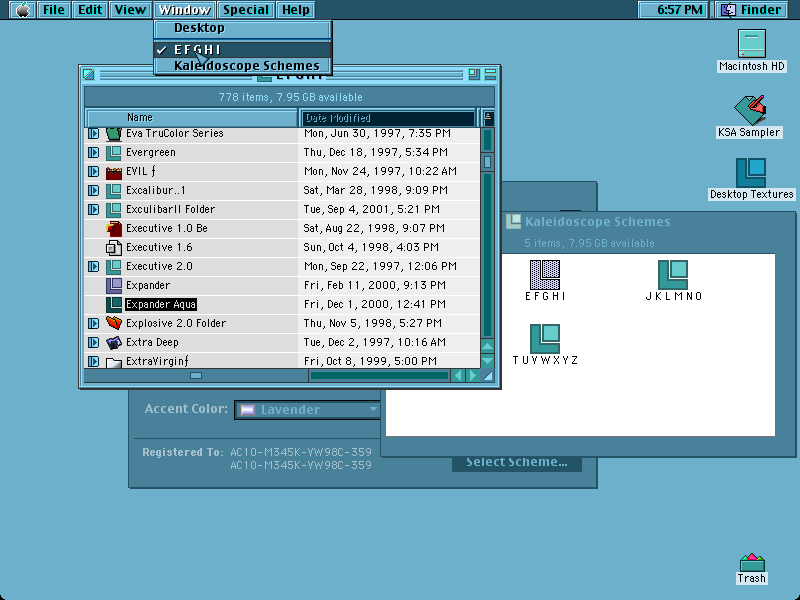 File Edit View Window Special Help 6:57 PM Finder
Desktop
✓ E F G H I
Kaleidoscope Schemes
E F G H I
778 items, 7.95 GB available
Name Date Modified
Eva TruColor Series Mon, Jun 30, 1997, 7:35 PM
Evergreen Thu, Dec 18, 1997, 5:34 PM
EVIL ƒ Mon, Nov 24, 1997, 10:22 AM
Excalibur..1 Sat, Mar 28, 1998, 9:09 PM
ExculibarII Folder Tue, Sep 4, 2001, 5:21 PM
Executive 1.0 Be Sat, Aug 22, 1998, 9:07 PM
Executive 1.6 Sun, Oct 4, 1998, 4:03 PM
Executive 2.0 Mon, Sep 22, 1997, 12:06 PM
Expander Fri, Feb 11, 2000, 9:13 PM
Expander Aqua Fri, Dec 1, 2000, 12:41 PM
Explosive 2.0 Folder Thu, Nov 5, 1998, 5:27 PM
Extra Deep Tue, Dec 2, 1997, 10:16 AM
ExtraVirginƒ Fri, Oct 8, 1999, 5:00 PM
Kaleidoscope Schemes
5 items, 7.95 GB available
E F G H I
J K L M N O
T U V W X Y Z
Accent Color: Lavender
Registered To: AC10-M345K-YW98C-359
AC10-M345K-YW98C-359
Select Scheme...
Macintosh HD
KSA Sampler
Desktop Textures
Trash